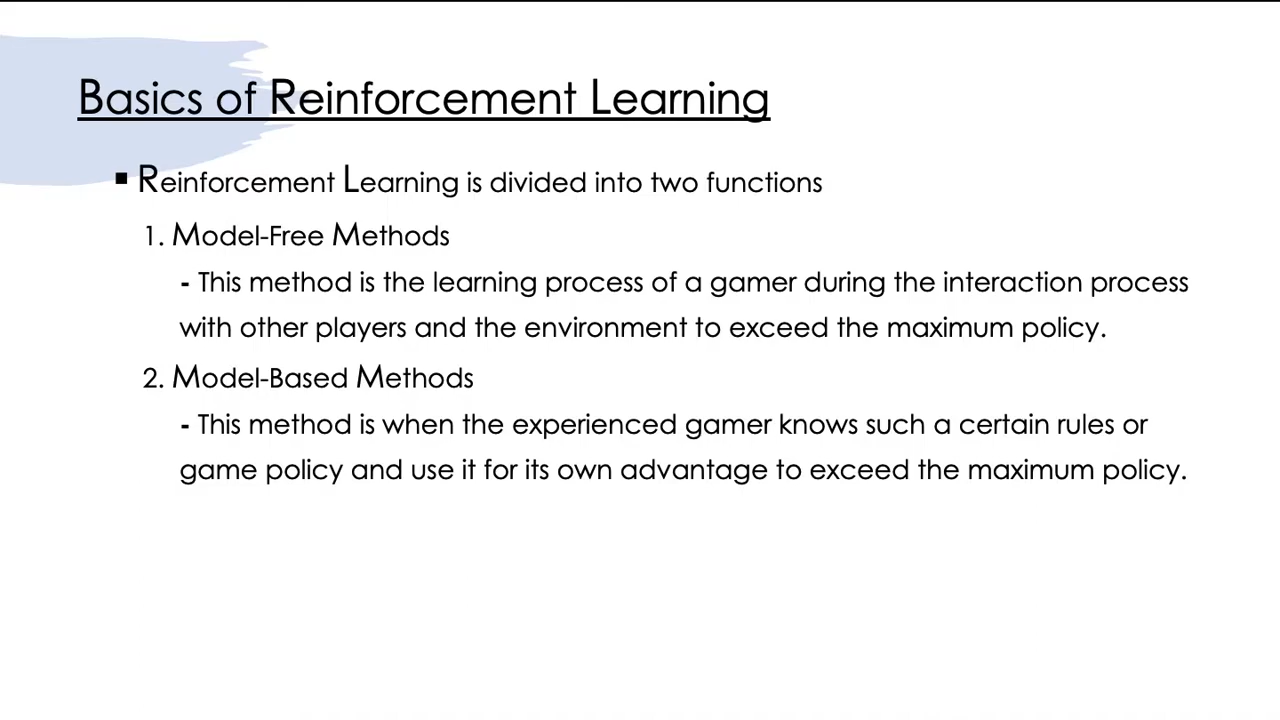 Basics of Reinforcement Learning
▪ Reinforcement Learning is divided into two functions
1. Model-Free Methods
- This method is the learning process of a gamer during the interaction process
with other players and the environment to exceed the maximum policy.
2. Model-Based Methods
- This method is when the experienced gamer knows such a certain rules or
game policy and use it for its own advantage to exceed the maximum policy.